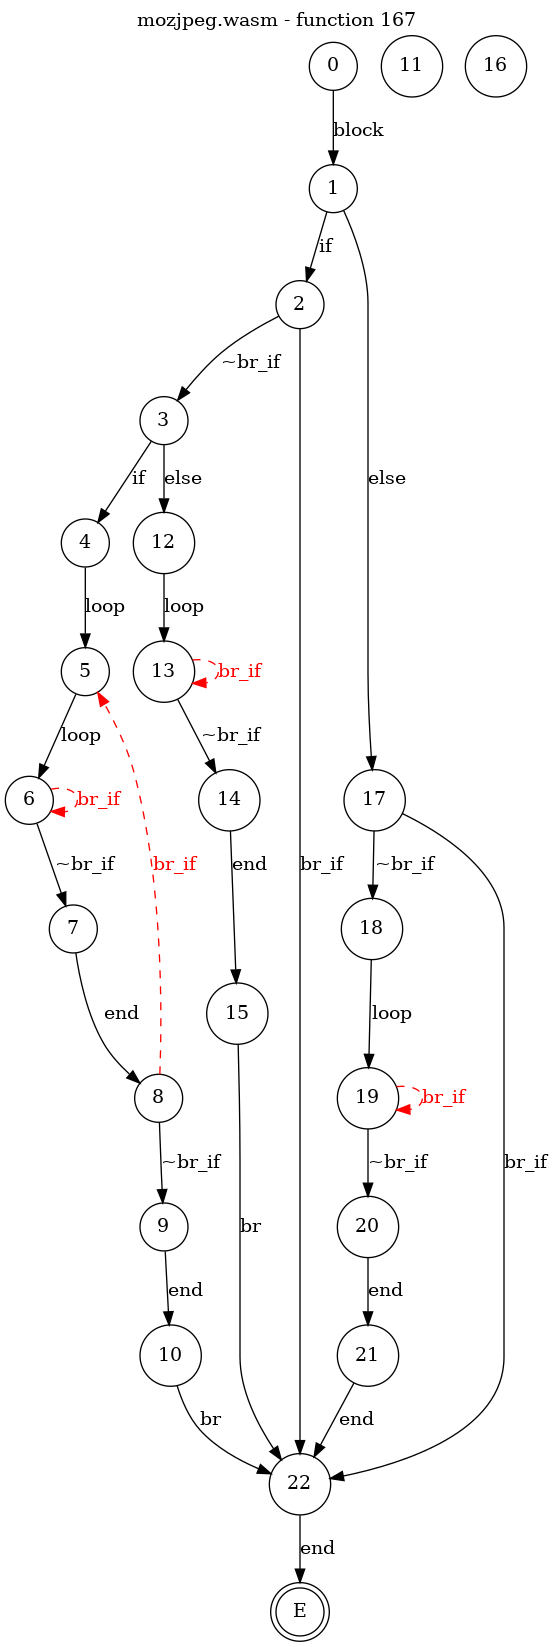 mozjpeg.wasm - function 167
0 11 16
block
1
if
2
~br_if
3 else
if else
4 12
loop loop
5 13 br_if
loop ~br_if
6 br_if 14 17
~br_if br_if end br_if ~br_if
7 18
end 15 loop
8 19 br_if
~br_if ~br_if br_if
9 br 20
end end
10 21
br end
22
end
E